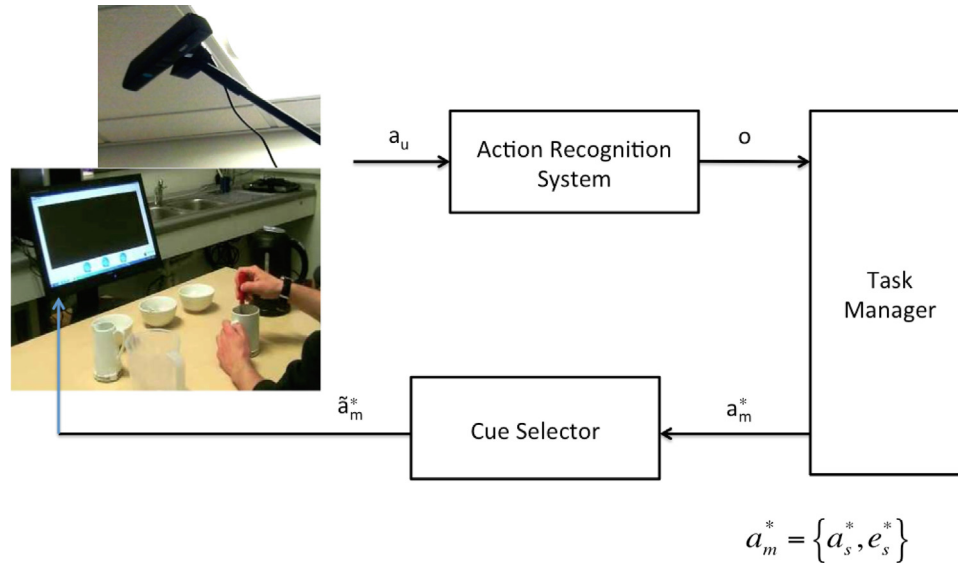 a_u
Action Recognition
System
o
Task
Manager
ã*_m
Cue Selector
a*_m
a*_m = {a*_s, e*_s}